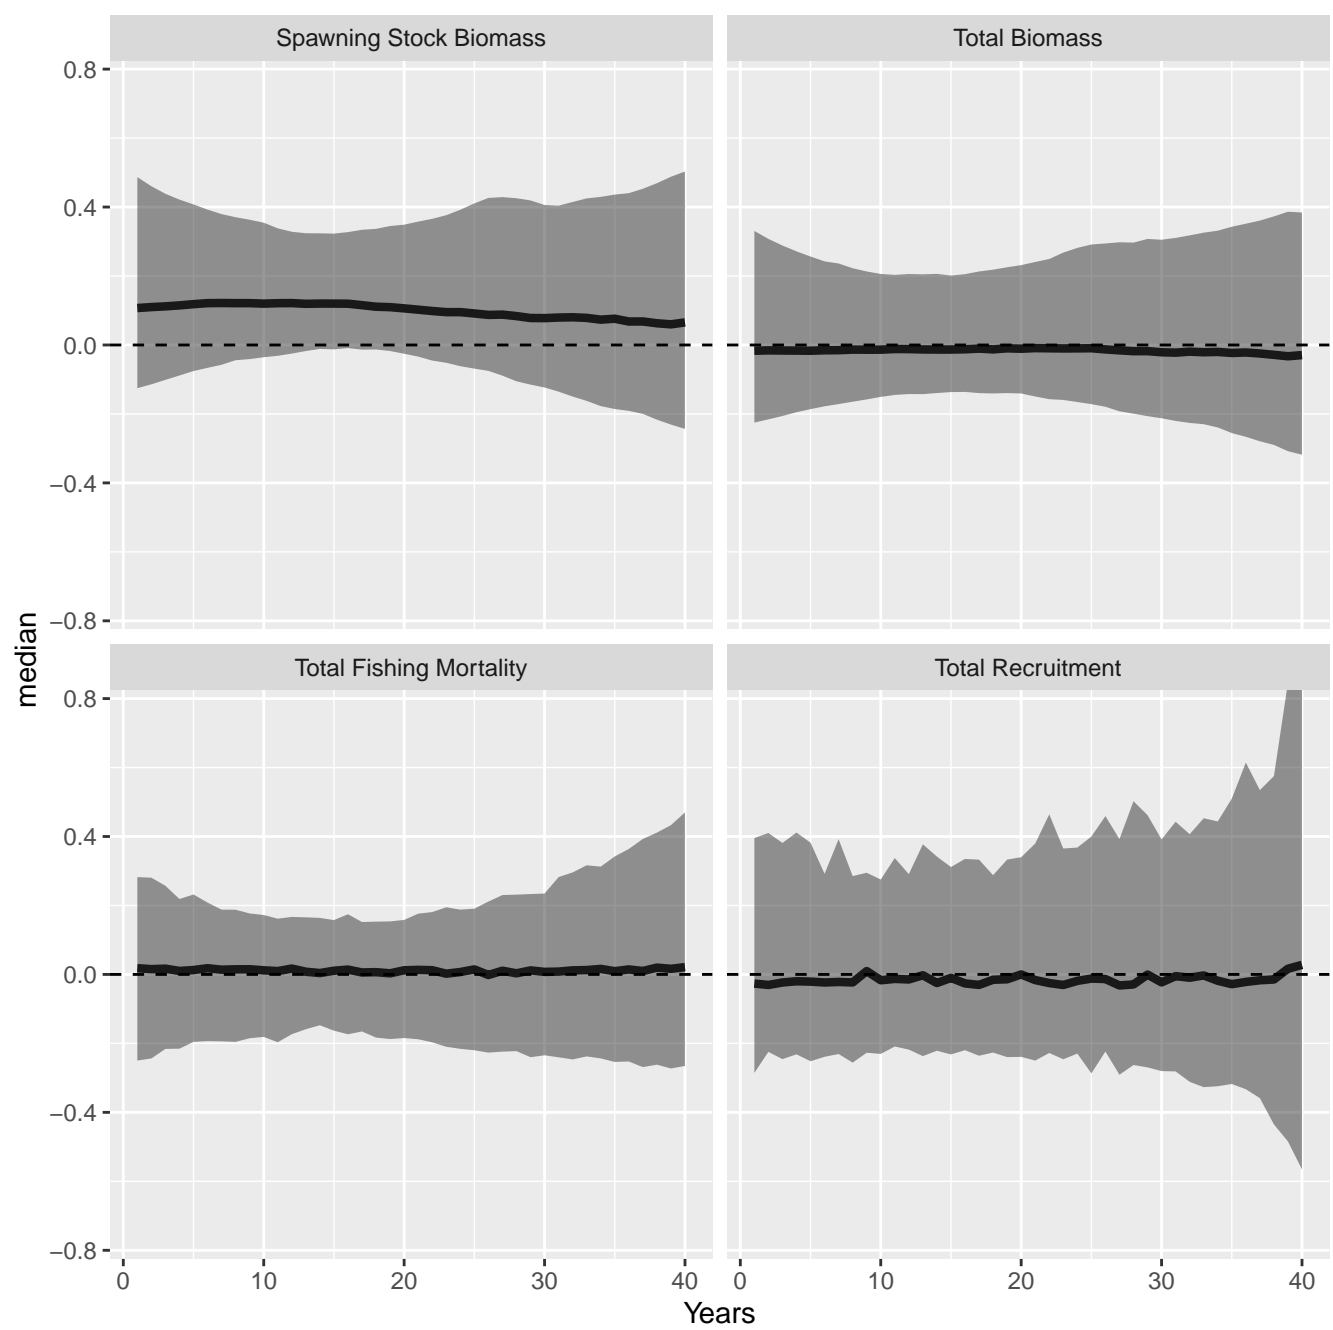 Spawning Stock Biomass
Total Biomass
0.8
0.4
0.0
−0.4
−0.8
median
Total Fishing Mortality
Total Recruitment
0.8
0.4
0.0
−0.4
−0.8
0 10 20 30 40
0 10 20 30 40
Years